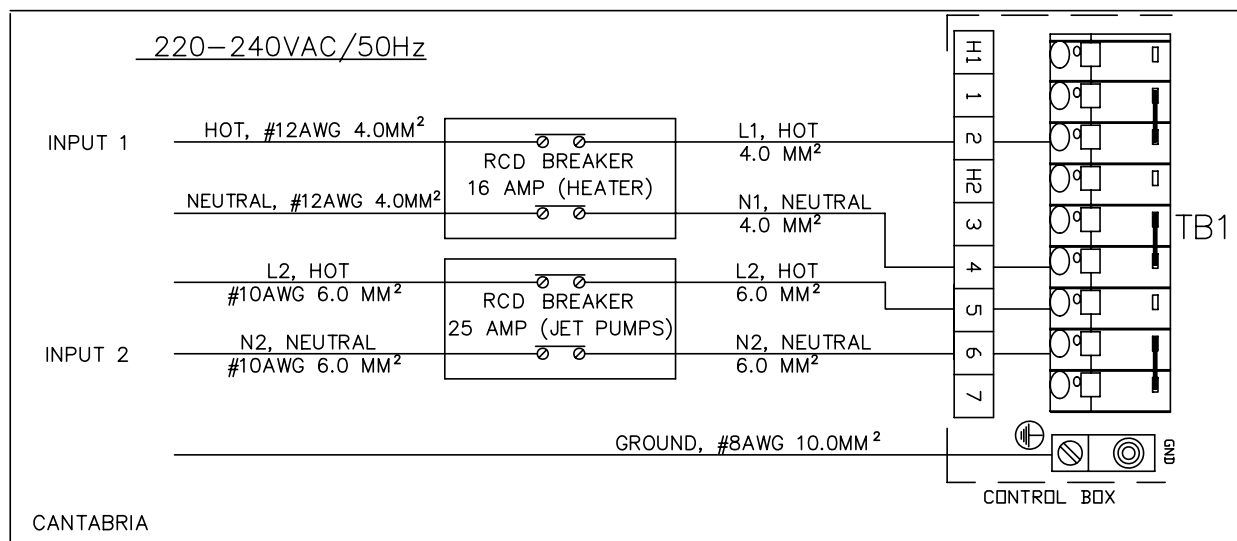 220-240VAC/50Hz
INPUT 1
HOT, #12AWG 4.0MM²
NEUTRAL, #12AWG 4.0MM²
RCD BREAKER
16 AMP (HEATER)
L1, HOT
4.0 MM²
N1, NEUTRAL
4.0 MM²
INPUT 2
L2, HOT
#10AWG 6.0 MM²
N2, NEUTRAL
#10AWG 6.0 MM²
RCD BREAKER
25 AMP (JET PUMPS)
L2, HOT
6.0 MM²
N2, NEUTRAL
6.0 MM²
GROUND, #8AWG 10.0MM²
H1
1
2
H2
3
4
5
6
7
TB1
GND
CONTROL BOX
CANTABRIA